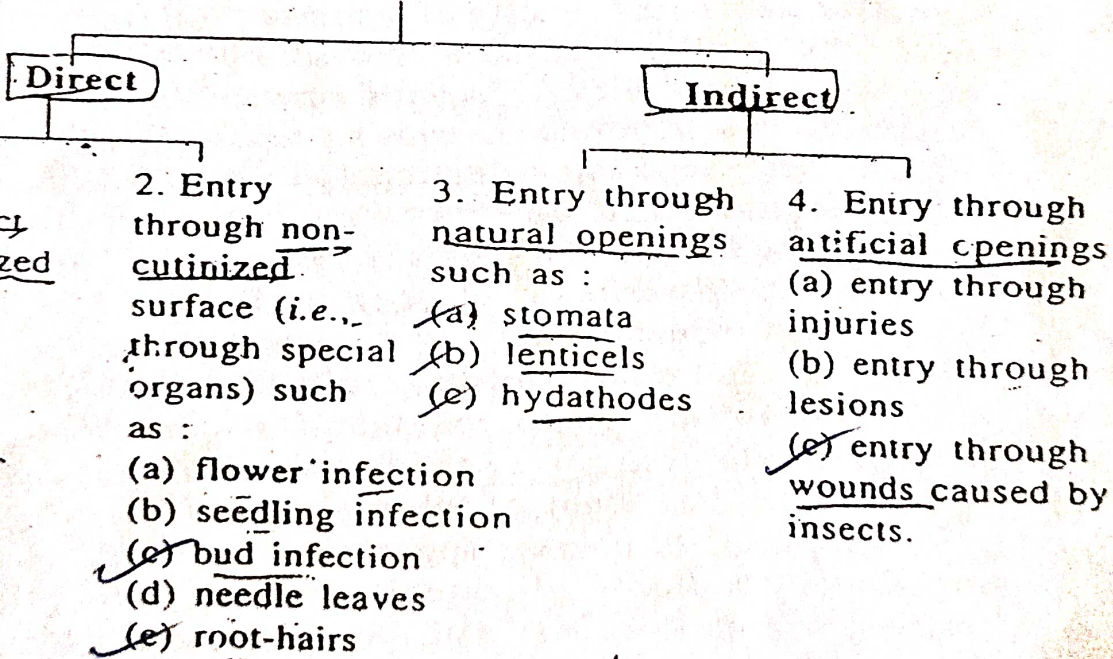 Direct
Indirect
zed
2. Entry
through non-
cutinized
surface (i.e.,
through special
organs) such
as :
(a) flower infection
(b) seedling infection
(c) bud infection
(d) needle leaves
(e) root-hairs
3. Entry through
natural openings
such as :
(a) stomata
(b) lenticels
(c) hydathodes
4. Entry through
artificial openings
(a) entry through
injuries
(b) entry through
lesions
(c) entry through
wounds caused by
insects.